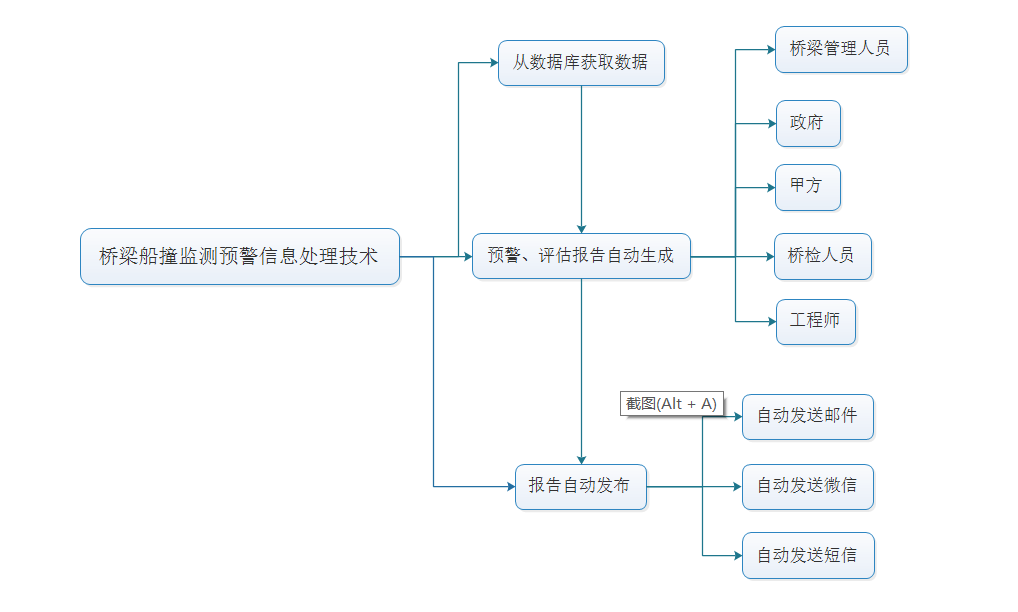 桥梁船撞监测预警信息处理技术
从数据库获取数据
预警、评估报告自动生成
报告自动发布
桥梁管理人员
政府
甲方
桥检人员
工程师
截图(Alt + A)
自动发送邮件
自动发送微信
自动发送短信